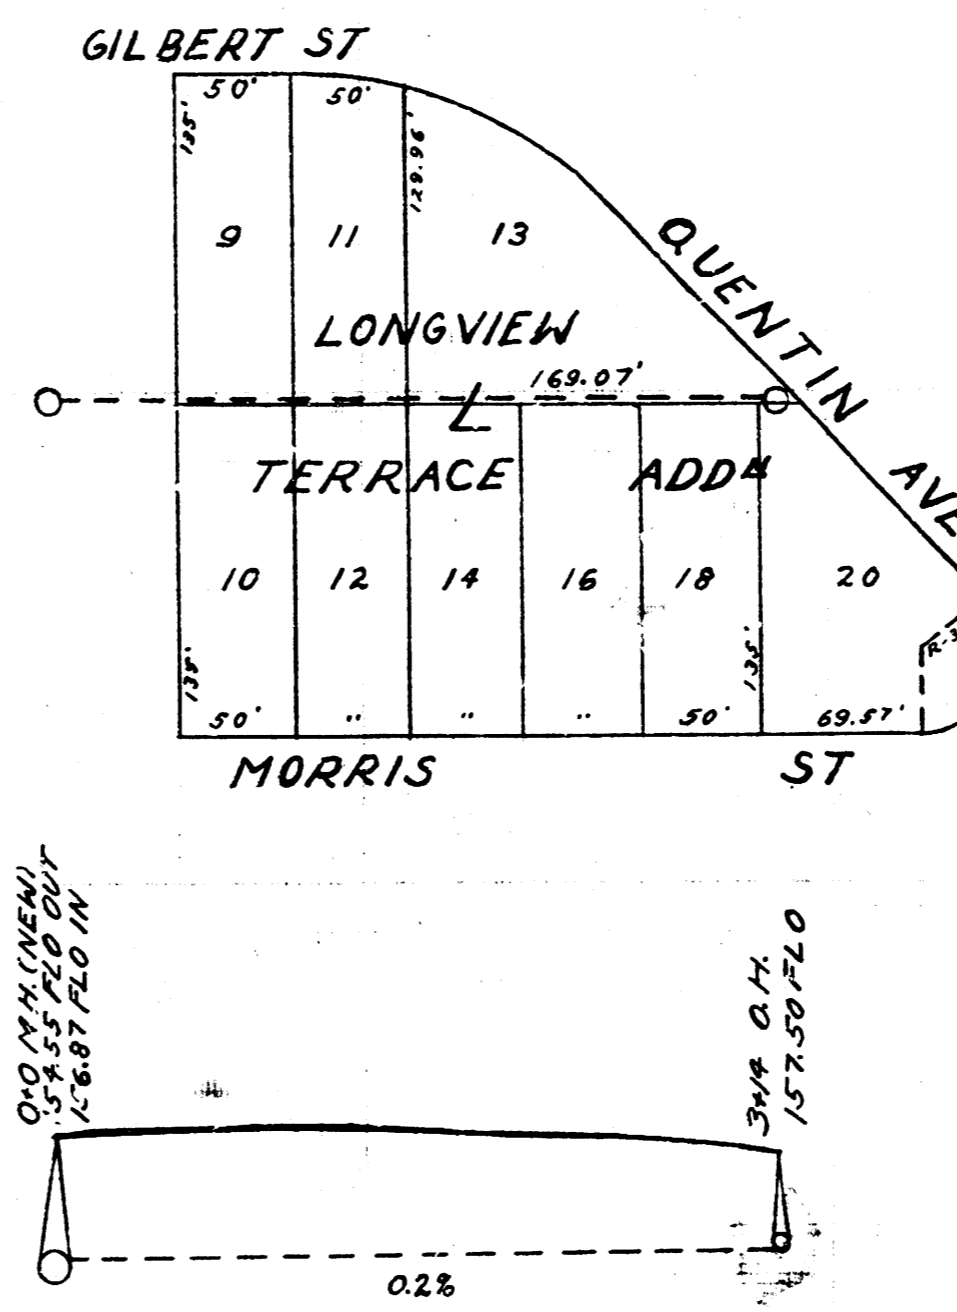 GILBERT ST
50' 50'
135'
129.96'
9 11 13
QUENTIN AVE
LONGVIEW
169.07'
L
TERRACE ADDN
10 12 14 16 18 20
R-3
135' 135'
50' " " " 50' 69.57'
MORRIS ST
0+0 M.H. (NEW)
154.55 FLO OUT
156.87 FLO IN
3+14 O.H.
157.50 FLO
0.2%